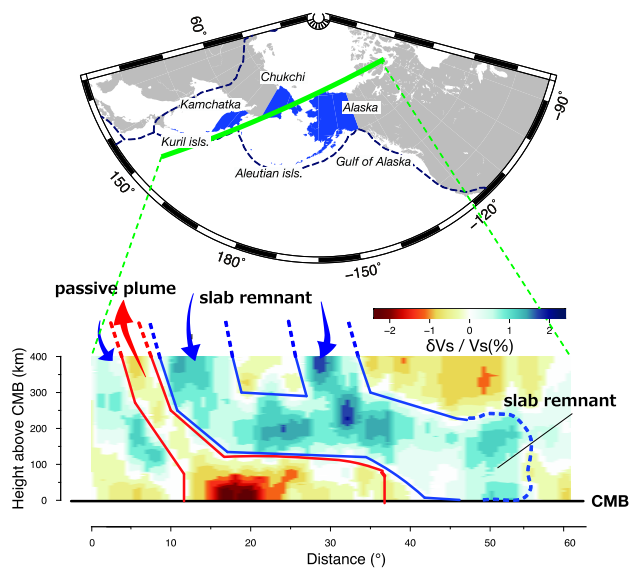 60°
Chukchi
Kamchatka
Alaska
−90°
Kuril isls.
Gulf of Alaska
Aleutian isls.
150°
−120°
180°
−150°
passive plume
slab remnant
−2 −1 0 1 2
δVs / Vs(%)
slab remnant
Height above CMB (km)
400
300
200
100
0
CMB
0 10 20 30 40 50 60
Distance (°)